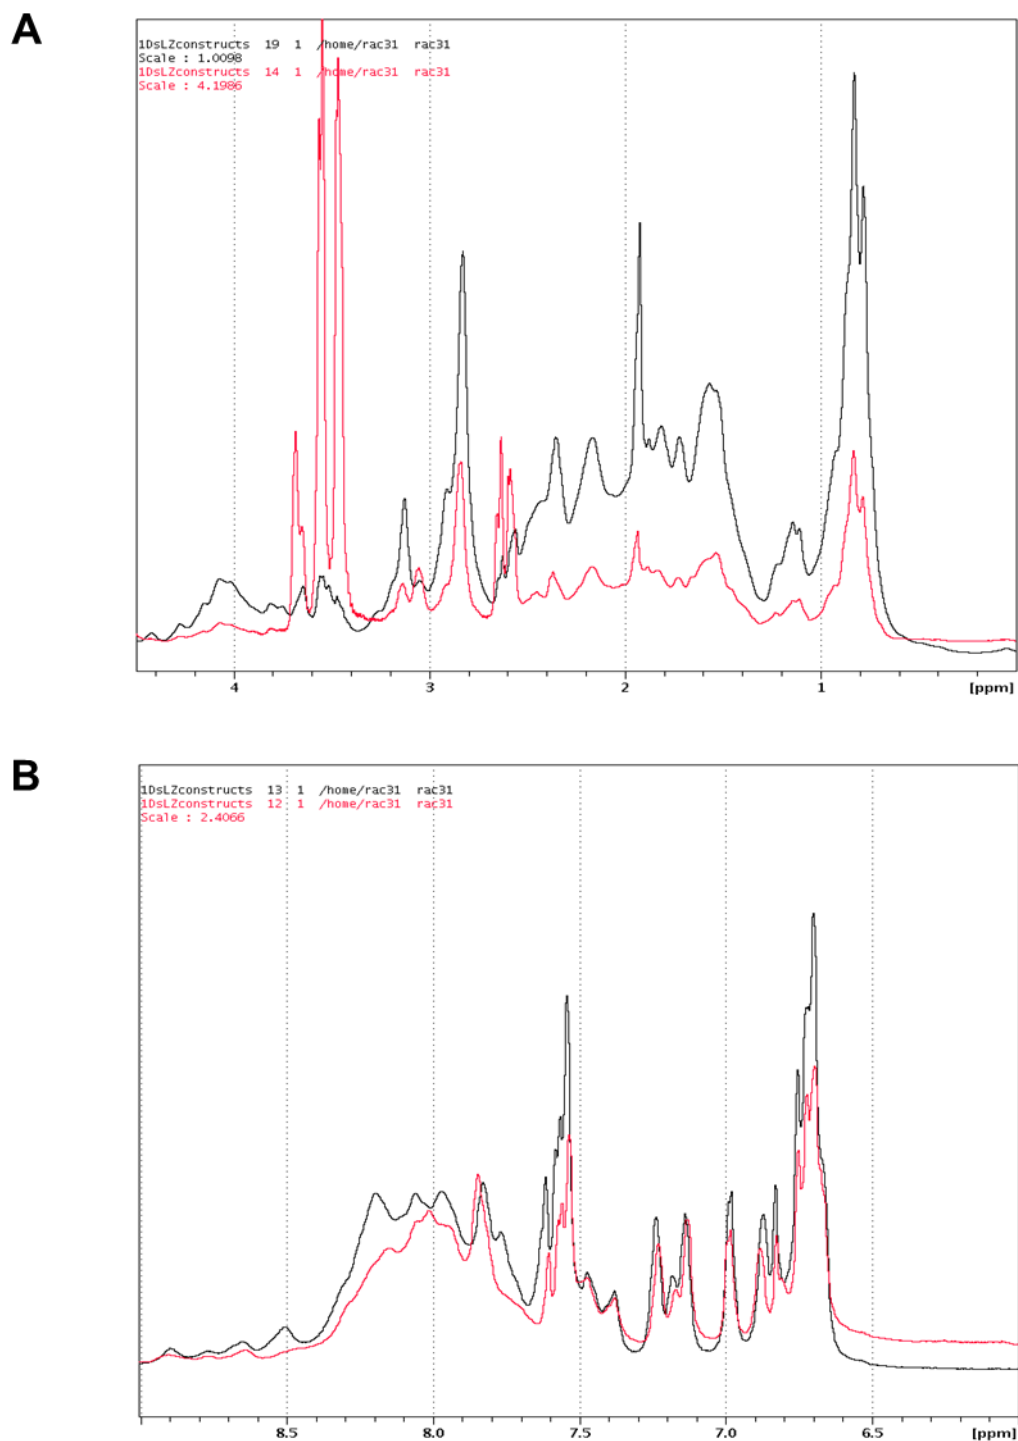 A
1DsLZconstructs 19 1 /home/rac31 rac31
Scale : 1.0098
1DsLZconstructs 14 1 /home/rac31 rac31
Scale : 4.1986
4 3 2 1 [ppm]
B
1DsLZconstructs 13 1 /home/rac31 rac31
1DsLZconstructs 12 1 /home/rac31 rac31
Scale : 2.4066
8.5 8.0 7.5 7.0 6.5 [ppm]